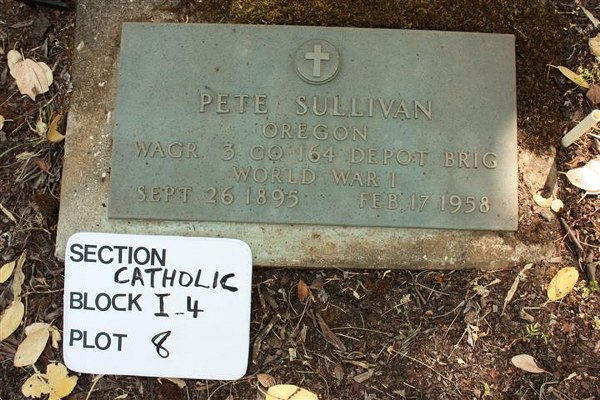 PETE SULLIVAN
OREGON
WAGR 3 CO 164 DEPOT BRIG
WORLD WAR I
SEPT 26 1895 FEB 17 1958
SECTION
CATHOLIC
BLOCK I-4
PLOT 8